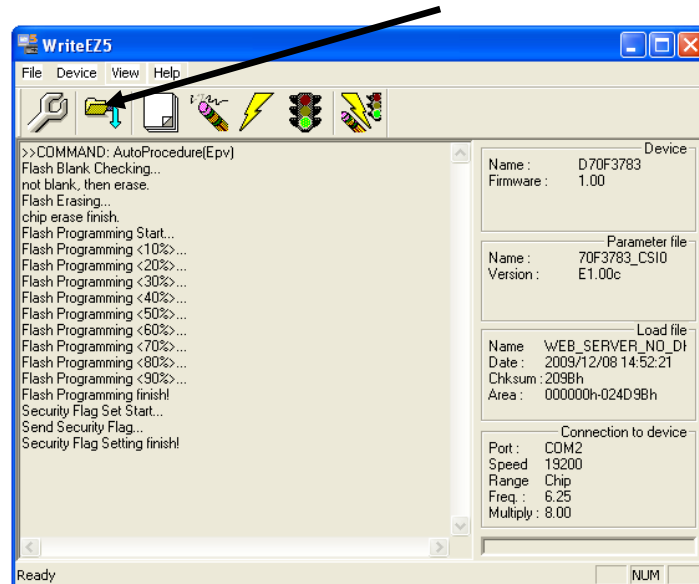 WriteEZ5
File Device View Help
>>COMMAND: AutoProcedure(Epv)
Flash Blank Checking...
not blank, then erase.
Flash Erasing...
chip erase finish.
Flash Programming Start...
Flash Programming <10%>...
Flash Programming <20%>...
Flash Programming <30%>...
Flash Programming <40%>...
Flash Programming <50%>...
Flash Programming <60%>...
Flash Programming <70%>...
Flash Programming <80%>...
Flash Programming <90%>...
Flash Programming finish!
Security Flag Set Start...
Send Security Flag...
Security Flag Setting finish!
Device
Name : D70F3783
Firmware : 1.00
Parameter file
Name : 70F3783_CSI0
Version : E1.00c
Load file
Name WEB_SERVER_NO_DH
Date : 2009/12/08 14:52:21
Chksum : 209Bh
Area : 000000h-024D9Bh
Connection to device
Port : COM2
Speed 19200
Range Chip
Freq. : 6.25
Multiply : 8.00
Ready
NUM